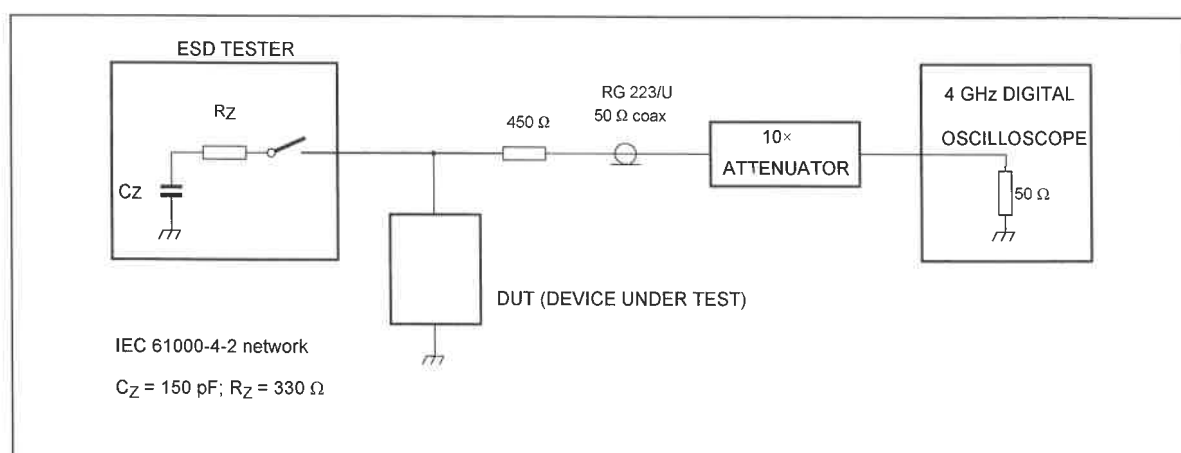 ESD TESTER
RZ
CZ
450 Ω
RG 223/U
50 Ω coax
10×
ATTENUATOR
4 GHz DIGITAL
OSCILLOSCOPE
50 Ω
DUT (DEVICE UNDER TEST)
IEC 61000-4-2 network
CZ = 150 pF; RZ = 330 Ω